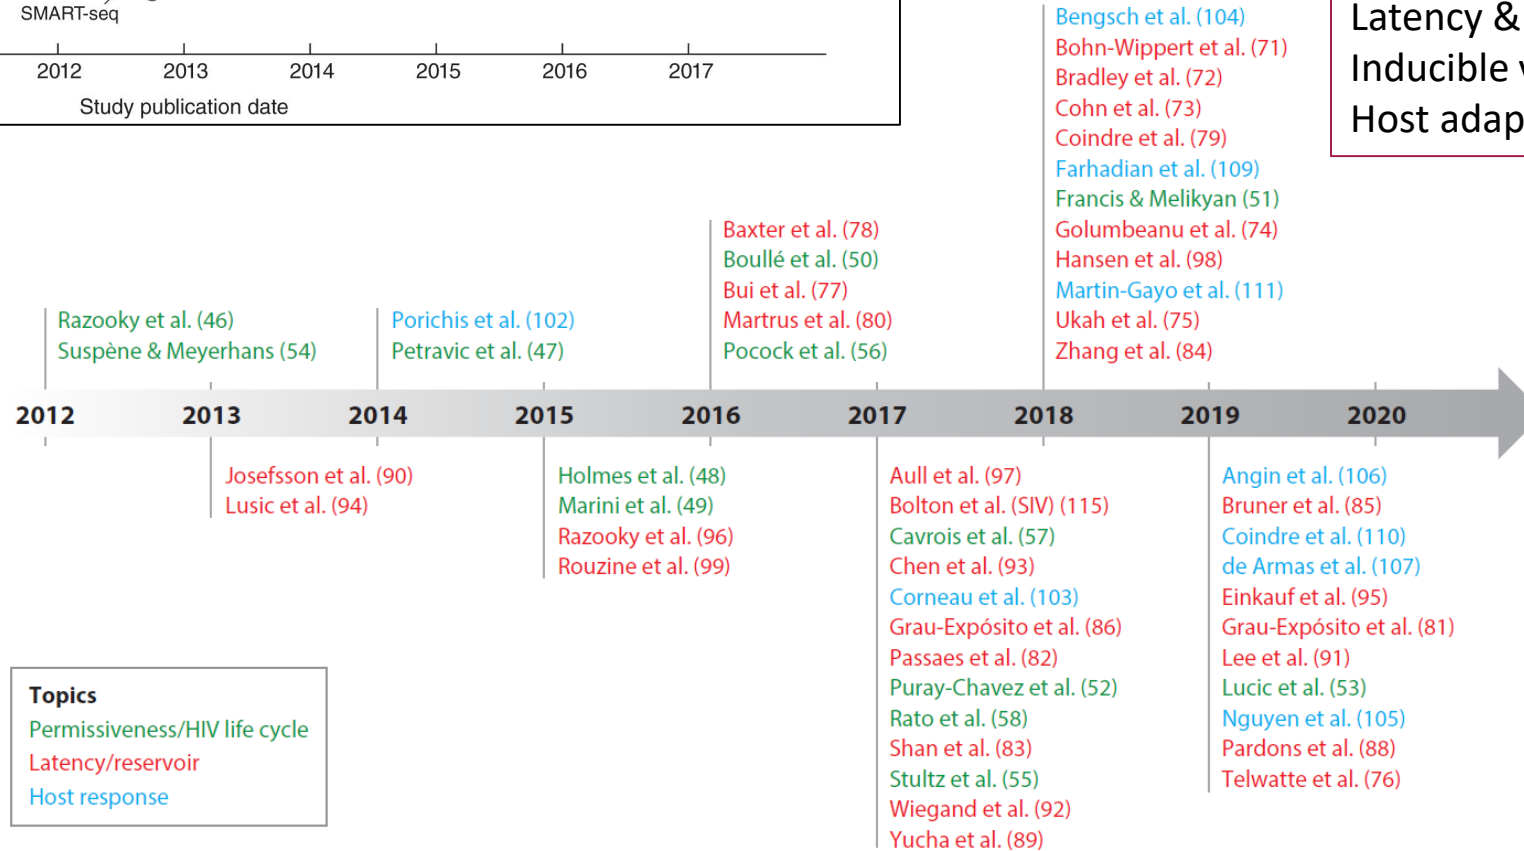 SMART-seq
2012 2013 2014 2015 2016 2017
Study publication date
Latency &
Inducible
Host adap
Razooky et al. (46)
Suspène & Meyerhans (54)
Porichis et al. (102)
Petravic et al. (47)
Baxter et al. (78)
Boullé et al. (50)
Bui et al. (77)
Martrus et al. (80)
Pocock et al. (56)
Bengsch et al. (104)
Bohn-Wippert et al. (71)
Bradley et al. (72)
Cohn et al. (73)
Coindre et al. (79)
Farhadian et al. (109)
Francis & Melikyan (51)
Golumbeanu et al. (74)
Hansen et al. (98)
Martin-Gayo et al. (111)
Ukah et al. (75)
Zhang et al. (84)
2012 2013 2014 2015 2016 2017 2018 2019 2020
Josefsson et al. (90)
Lusic et al. (94)
Holmes et al. (48)
Marini et al. (49)
Razooky et al. (96)
Rouzine et al. (99)
Aull et al. (97)
Bolton et al. (SIV) (115)
Cavrois et al. (57)
Chen et al. (93)
Corneau et al. (103)
Grau-Expósito et al. (86)
Passaes et al. (82)
Puray-Chavez et al. (52)
Rato et al. (58)
Shan et al. (83)
Stultz et al. (55)
Wiegand et al. (92)
Yucha et al. (89)
Angin et al. (106)
Bruner et al. (85)
Coindre et al. (110)
de Armas et al. (107)
Einkauf et al. (95)
Grau-Expósito et al. (81)
Lee et al. (91)
Lucic et al. (53)
Nguyen et al. (105)
Pardons et al. (88)
Telwatte et al. (76)
Topics
Permissiveness/HIV life cycle
Latency/reservoir
Host response